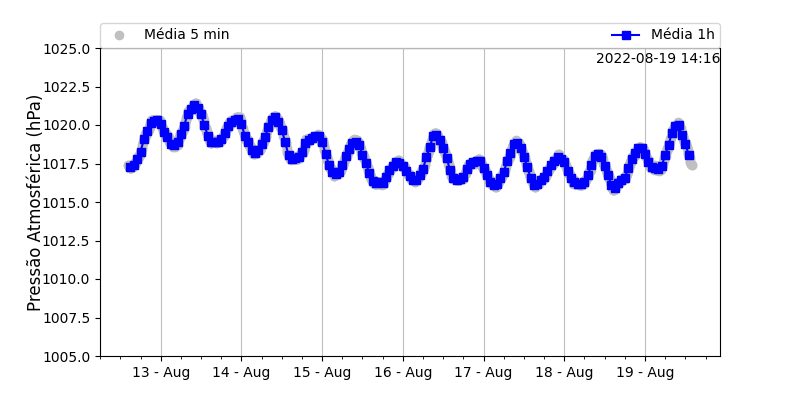 Média 5 min
Média 1h
2022-08-19 14:16
Pressão Atmosférica (hPa)
1025.0
1022.5
1020.0
1017.5
1015.0
1012.5
1010.0
1007.5
1005.0
13 - Aug
14 - Aug
15 - Aug
16 - Aug
17 - Aug
18 - Aug
19 - Aug